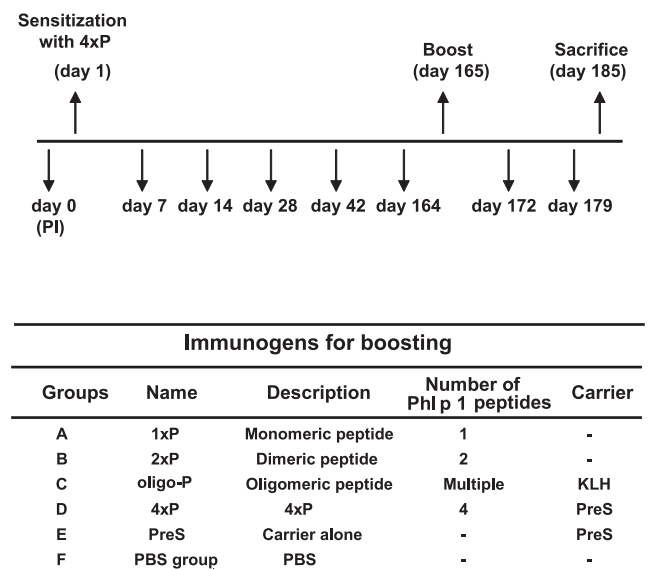 Sensitization
with 4xP
(day 1)
Boost
(day 165)
Sacrifice
(day 185)
day 0
(PI)
day 7
day 14
day 28
day 42
day 164
day 172
day 179
Immunogens for boosting
Groups Name Description Number of
Phl p 1 peptides Carrier
A 1xP Monomeric peptide 1 -
B 2xP Dimeric peptide 2 -
C oligo-P Oligomeric peptide Multiple KLH
D 4xP 4xP 4 PreS
E PreS Carrier alone - PreS
F PBS group PBS - -